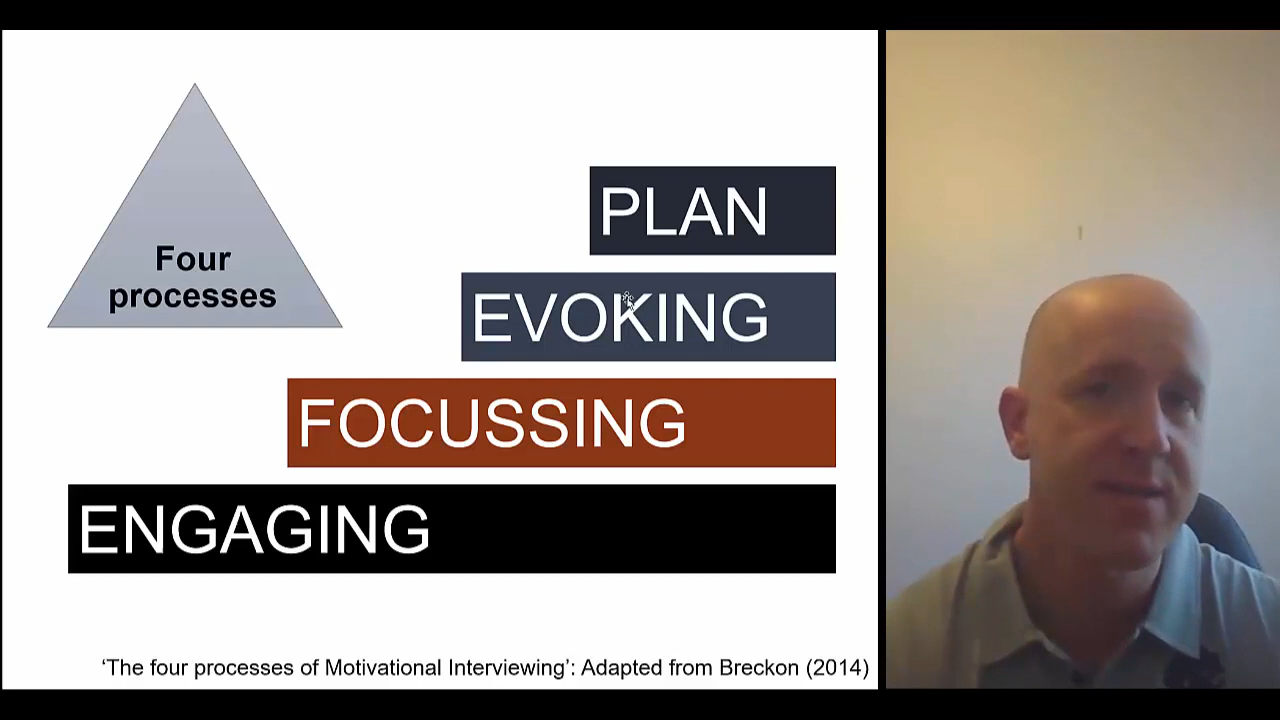 Four
processes
PLAN
EVOKING
FOCUSSING
ENGAGING
‘The four processes of Motivational Interviewing’: Adapted from Breckon (2014)